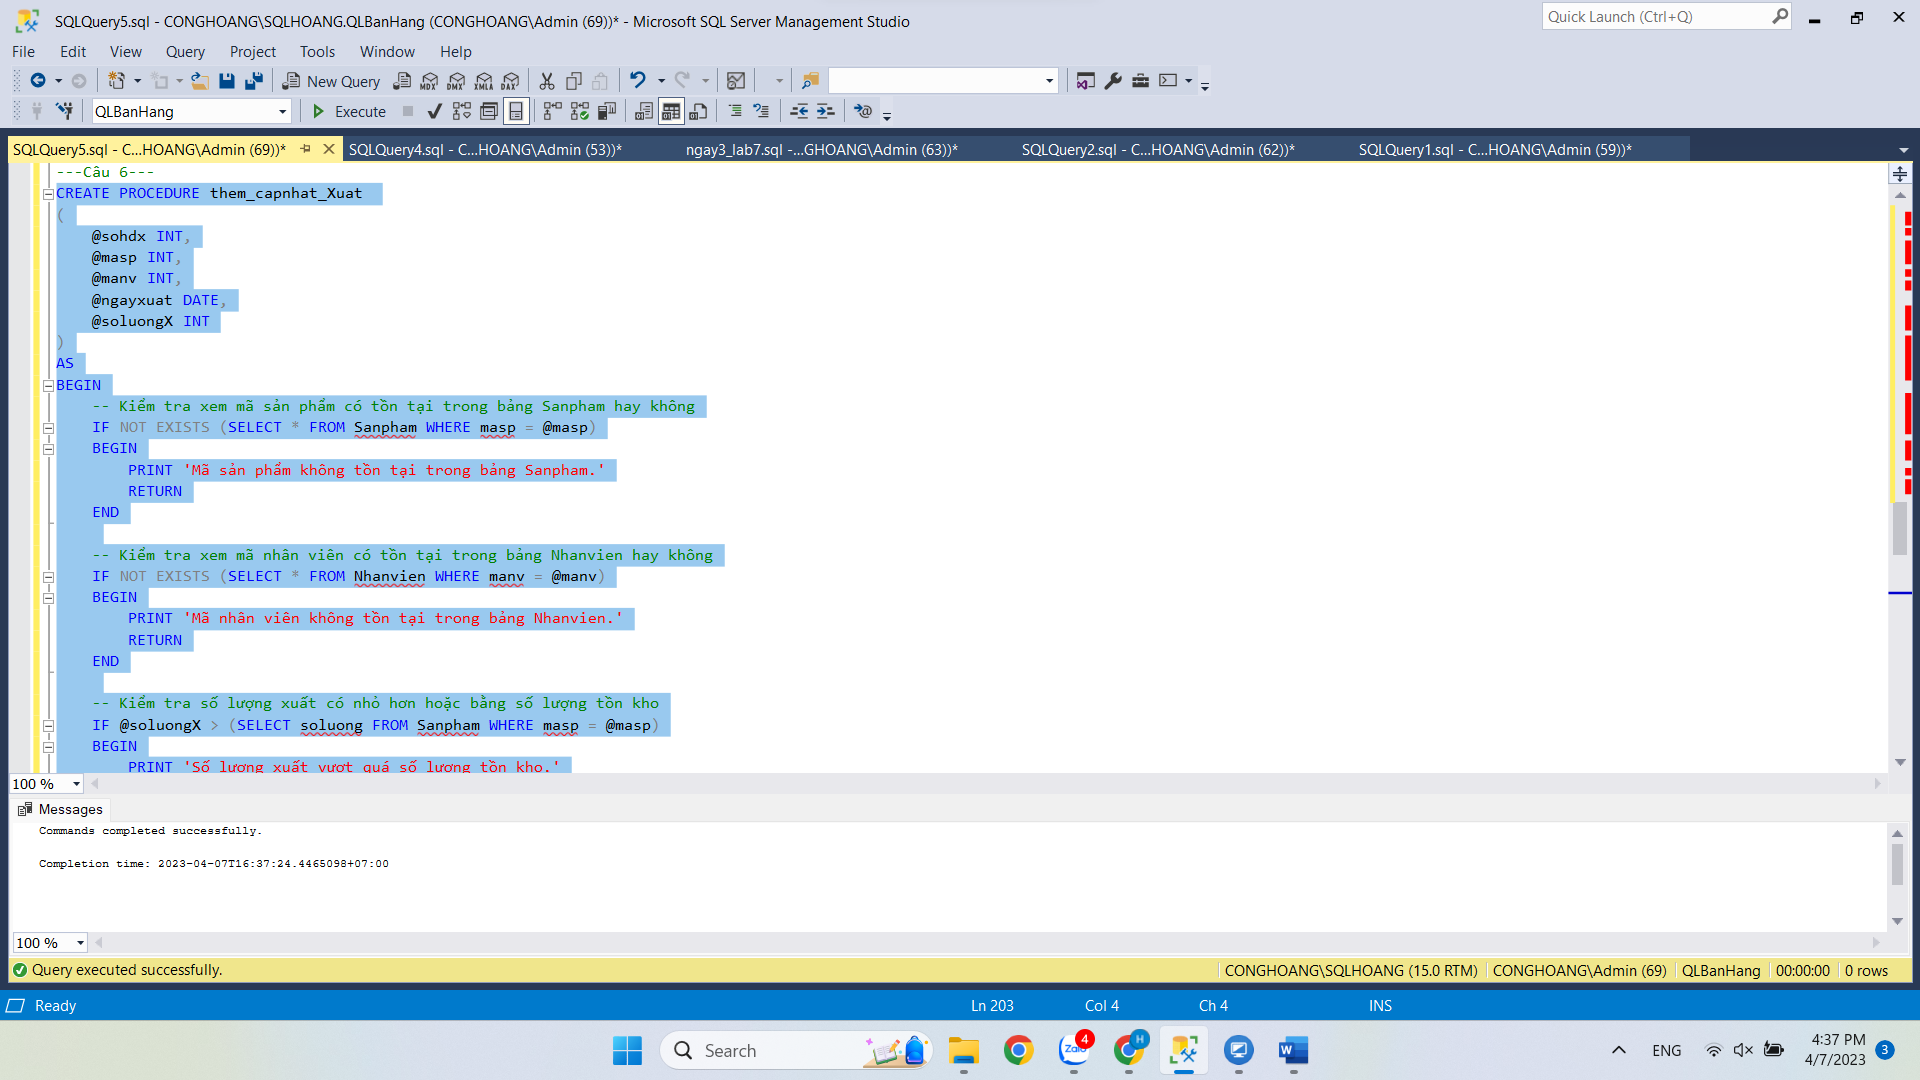 SQLQuery5.sql - CONGHOANG\SQLHOANG.QLBanHang (CONGHOANG\Admin (69))* - Microsoft SQL Server Management Studio
Quick Launch (Ctrl+Q)
File Edit View Query Project Tools Window Help
New Query MDX DMX XMLA DAX
QLBanHang Execute
SQLQuery5.sql - C...HOANG\Admin (69))* SQLQuery4.sql - C...HOANG\Admin (53))* ngay3_lab7.sql -...GHOANG\Admin (63))* SQLQuery2.sql - C...HOANG\Admin (62))* SQLQuery1.sql - C...HOANG\Admin (59))*
---Câu 6---
CREATE PROCEDURE them_capnhat_Xuat
(
@sohdx INT,
@masp INT,
@manv INT,
@ngayxuat DATE,
@soluongX INT
)
AS
BEGIN
-- Kiểm tra xem mã sản phẩm có tồn tại trong bảng Sanpham hay không
IF NOT EXISTS (SELECT * FROM Sanpham WHERE masp = @masp)
BEGIN
PRINT 'Mã sản phẩm không tồn tại trong bảng Sanpham.'
RETURN
END
-- Kiểm tra xem mã nhân viên có tồn tại trong bảng Nhanvien hay không
IF NOT EXISTS (SELECT * FROM Nhanvien WHERE manv = @manv)
BEGIN
PRINT 'Mã nhân viên không tồn tại trong bảng Nhanvien.'
RETURN
END
-- Kiểm tra số lượng xuất có nhỏ hơn hoặc bằng số lượng tồn kho
IF @soluongX > (SELECT soluong FROM Sanpham WHERE masp = @masp)
BEGIN
PRINT 'Số lượng xuất vượt quá số lượng tồn kho.'
100 %
Messages
Commands completed successfully.
Completion time: 2023-04-07T16:37:24.4465098+07:00
100 %
Query executed successfully. CONGHOANG\SQLHOANG (15.0 RTM) CONGHOANG\Admin (69) QLBanHang 00:00:00 0 rows
Ready Ln 203 Col 4 Ch 4 INS
Search Zalo 4 H W ENG 4:37 PM
4/7/2023 3